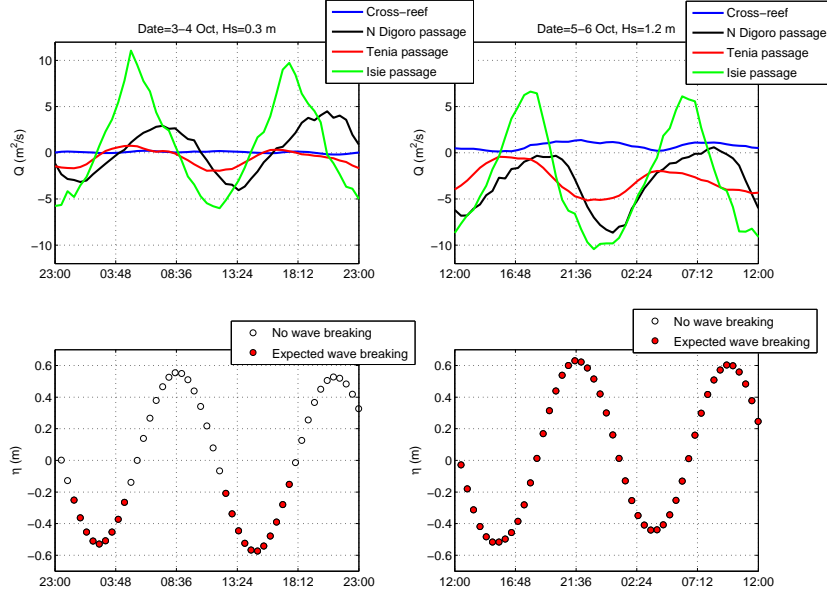 Date=3−4 Oct, Hs=0.3 m
Cross−reef
N Digoro passage
Tenia passage
Isie passage
10
5
0
−5
−10
Q (m²/s)
23:00 03:48 08:36 13:24 18:12 23:00
Date=5−6 Oct, Hs=1.2 m
Cross−reef
N Digoro passage
Tenia passage
Isie passage
10
5
0
−5
−10
Q (m²/s)
12:00 16:48 21:36 02:24 07:12 12:00
No wave breaking
Expected wave breaking
0.6
0.4
0.2
0
−0.2
−0.4
−0.6
η (m)
23:00 03:48 08:36 13:24 18:12 23:00
No wave breaking
Expected wave breaking
0.6
0.4
0.2
0
−0.2
−0.4
−0.6
η (m)
12:00 16:48 21:36 02:24 07:12 12:00